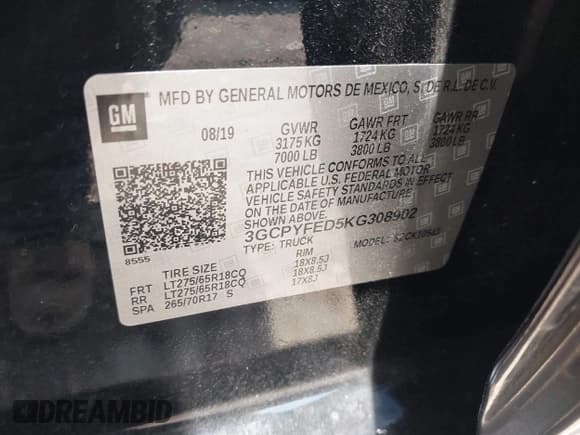 GM
MFD BY GENERAL MOTORS DE MEXICO, S. DE R.L. DE C.V.
08/19 GVWR GAWR FRT GAWR RR
3175 KG 1724 KG 1724 KG
7000 LB 3800 LB 3800 LB
THIS VEHICLE CONFORMS TO ALL
APPLICABLE U.S. FEDERAL MOTOR
VEHICLE SAFETY STANDARDS IN EFFECT
ON THE DATE OF MANUFACTURE SHOWN ABOVE.
3GCPYFED5KG308902
8555 TYPE: TRUCK MODEL:
TIRE SIZE RIM
FRT LT275/65R18CQ 18X8.5J
RR LT275/65R18CQ 18X8.5J
SPA 265/70R17 S 17X8J
DREAMBID